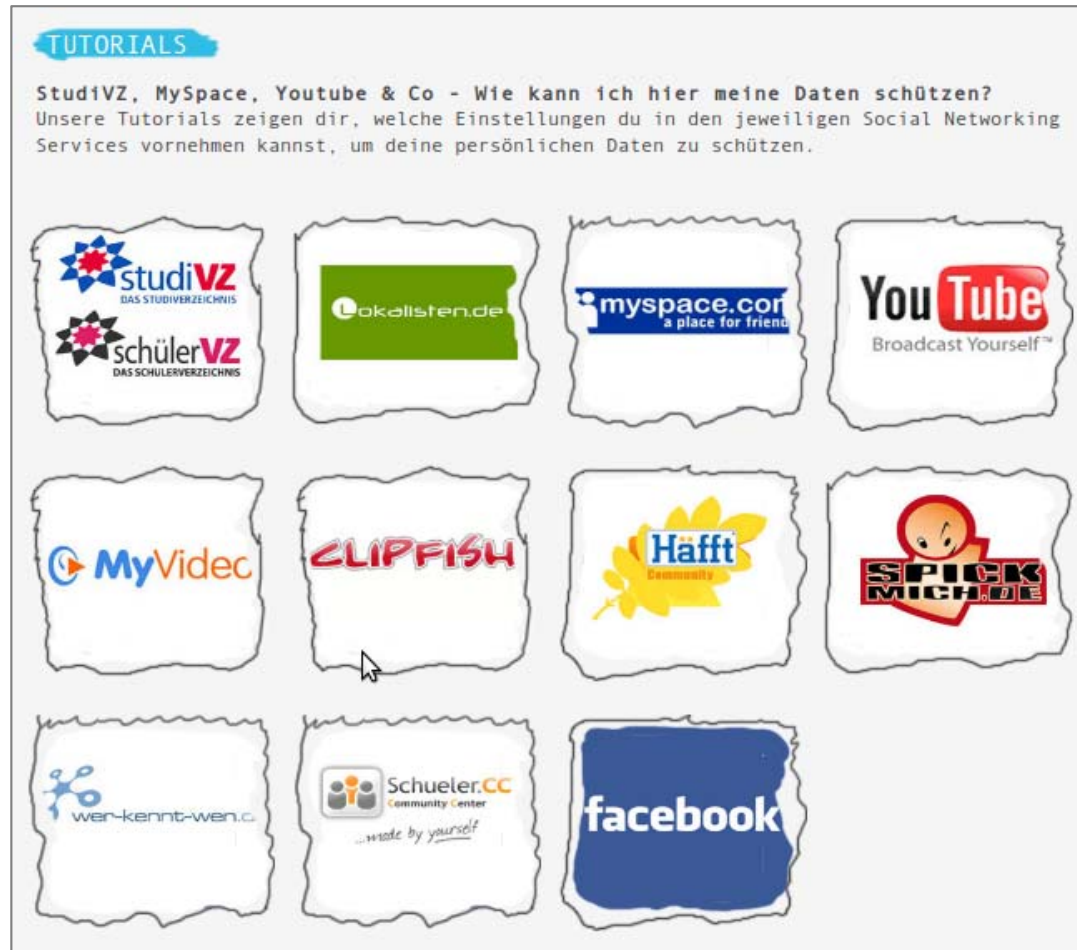 TUTORIALS
StudiVZ, MySpace, Youtube & Co - Wie kann ich hier meine Daten schützen?
Unsere Tutorials zeigen dir, welche Einstellungen du in den jeweiligen Social Networking
Services vornehmen kannst, um deine persönlichen Daten zu schützen.
studiVZ
DAS STUDIVERZEICHNIS
schülerVZ
DAS SCHÜLERVERZEICHNIS
Lokalisten.de
myspace.com
a place for friend
YouTube
Broadcast Yourself™
MyVideo
CLIPFISH
Häfft
Community
SPICK
MICH.DE
wer-kennt-wen.c
Schueler.CC
Community Center
...made by yourself
facebook